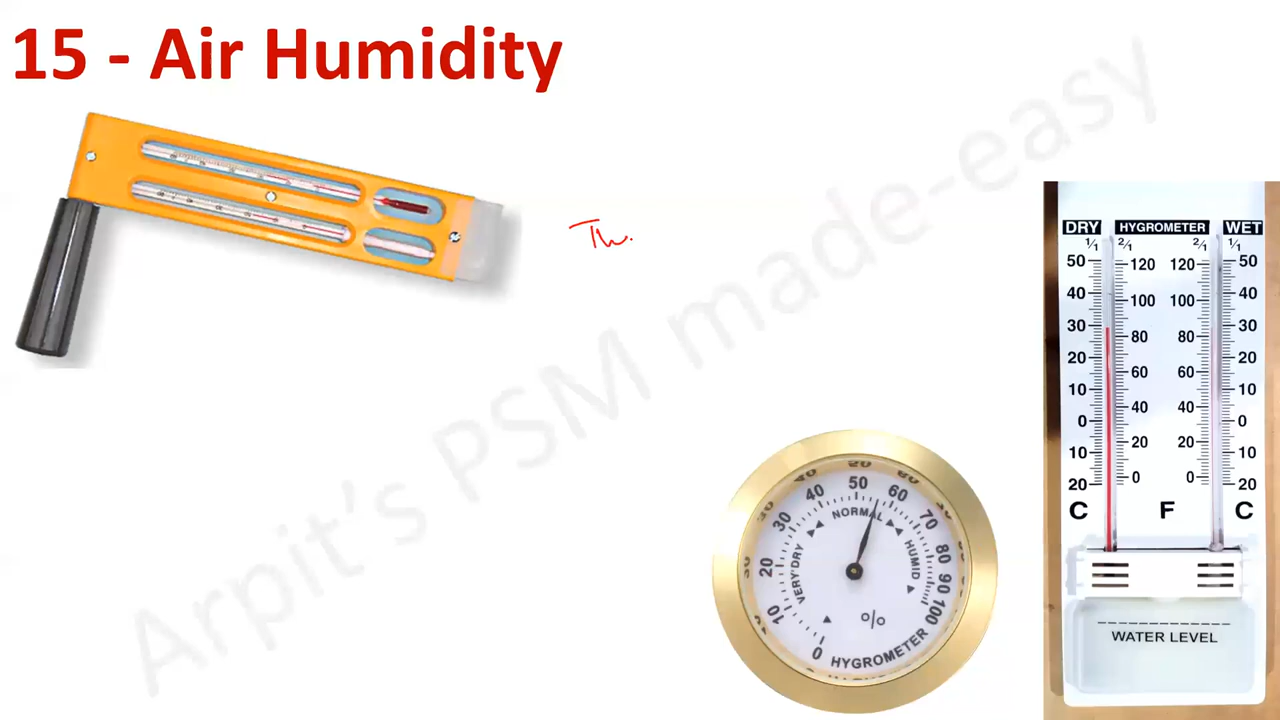 15 - Air Humidity
Th.
Arpit's PSM made-easy
DRY HYGROMETER WET
1/1 2/1 2/1 1/1
50 120 120 50
40 100 100 40
30 80 80 30
20 60 60 20
10 40 40 10
0 20 20 0
10 0 0 10
20 20
C F C
WATER LEVEL
0 10 20 30 40 50 60 70 80 90 100
VERY DRY NORMAL HUMID
%
HYGROMETER